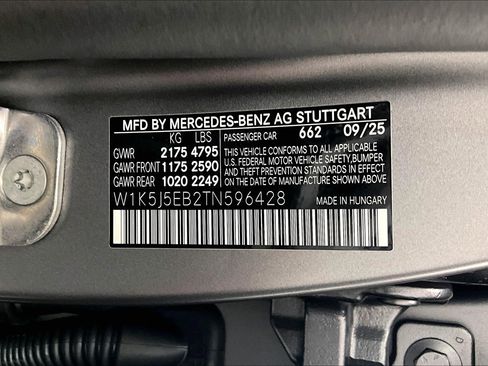 MFD BY MERCEDES-BENZ AG STUTTGART
KG LBS PASSENGER CAR 662 09/25
GVWR 2175 4795
GAWR FRONT 1175 2590
GAWR REAR 1020 2249
THIS VEHICLE CONFORMS TO ALL APPLICABLE
U.S. FEDERAL MOTOR VEHICLE SAFETY, BUMPER
AND THEFT PREVENTION STANDARDS IN EFFECT
ON THE DATE OF MANUFACTURE SHOWN ABOVE.
W1K5J5EB2TN596428
MADE IN HUNGARY